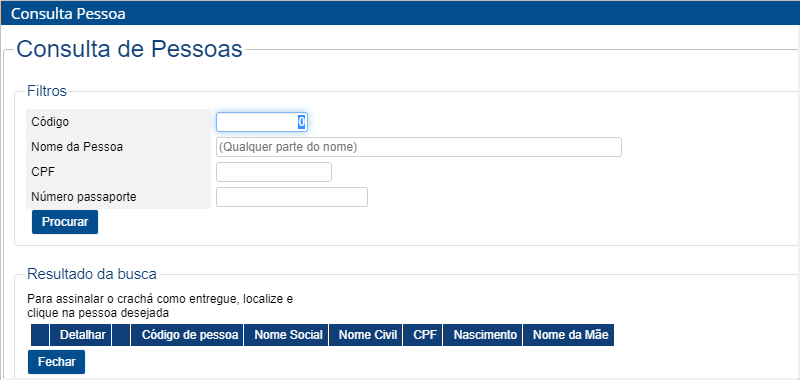 Consulta Pessoa
Consulta de Pessoas
Filtros
Código 0
Nome da Pessoa (Qualquer parte do nome)
CPF
Número passaporte
Procurar
Resultado da busca
Para assinalar o crachá como entregue, localize e
clique na pessoa desejada
Detalhar Código de pessoa Nome Social Nome Civil CPF Nascimento Nome da Mãe
Fechar